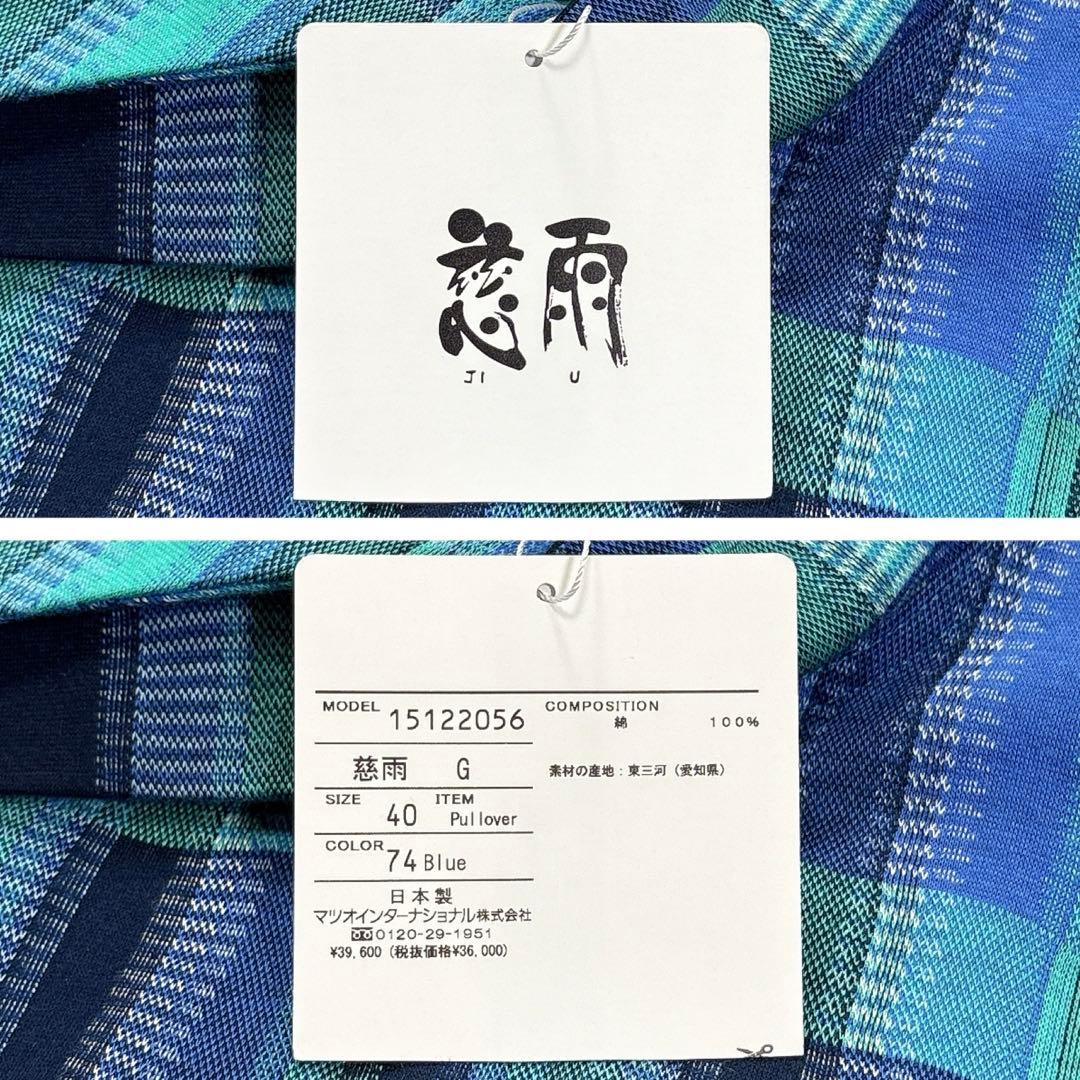 慈雨
JI U
MODEL 15122056
慈雨 G
SIZE 40 ITEM Pullover
COLOR 74 Blue
日本製
マツオインターナショナル株式会社
0120-29-1951
¥39,600 (税抜価格¥36,000)
COMPOSITION
綿 100%
素材の産地：東三河（愛知県）